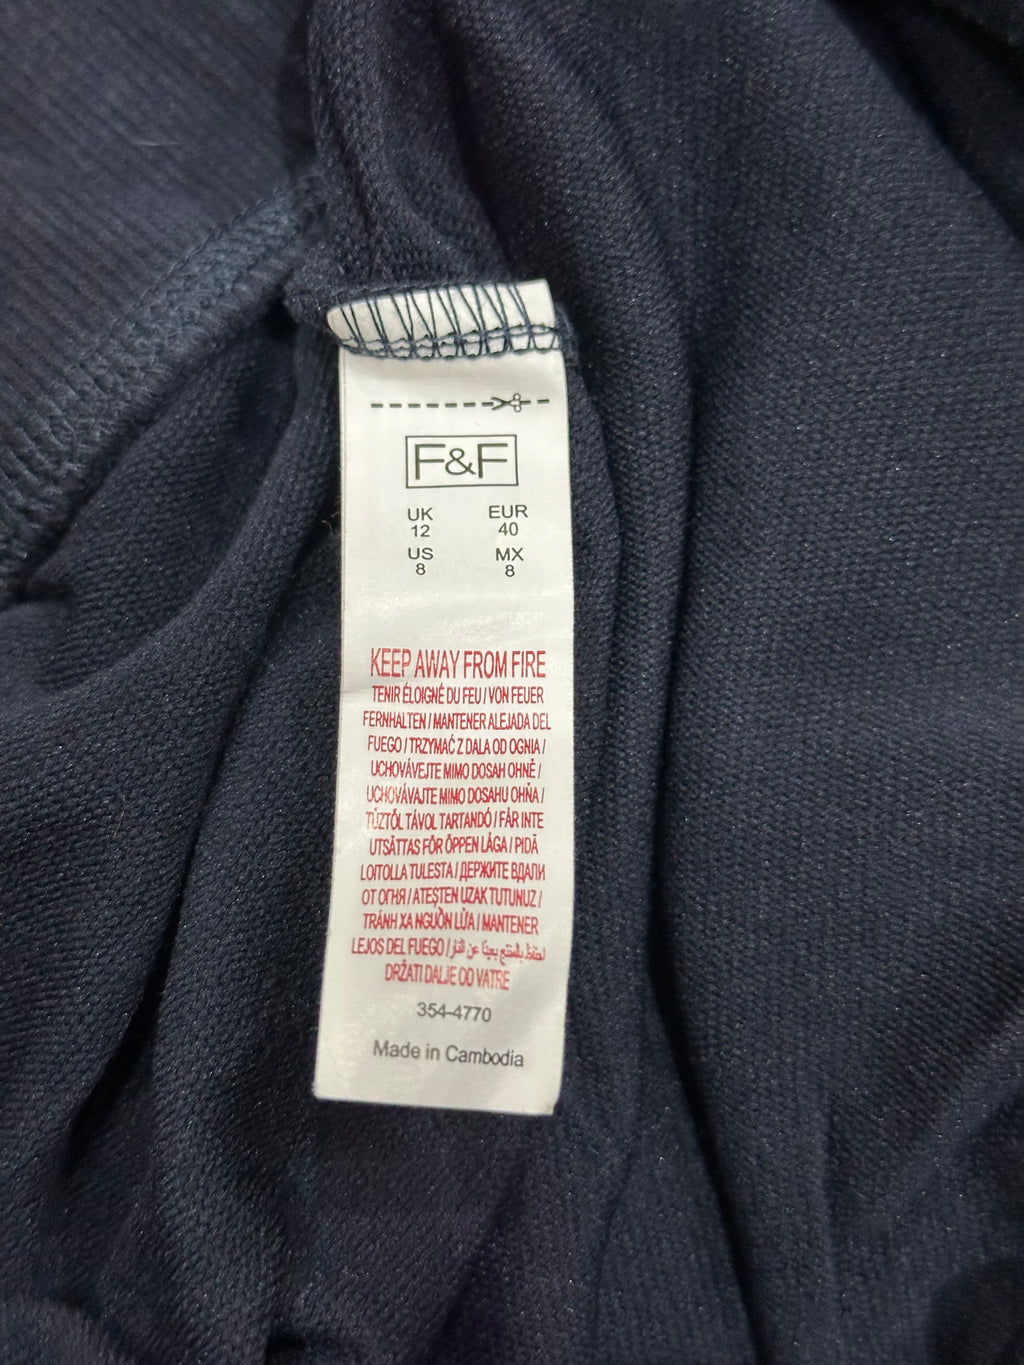 F&F
UK EUR
12 40
US MX
8 8
KEEP AWAY FROM FIRE
TENIR ÉLOIGNÉ DU FEU / VON FEUER
FERNHALTEN / MANTENER ALEJADA DEL
FUEGO / TRZYMAĆ Z DALA OD OGNIA /
UCHOVÁVEJTE MIMO DOSAH OHNĚ /
UCHOVÁVAJTE MIMO DOSAHU OHŇA /
TŰZTŐL TÁVOL TARTANDÓ / FÅR INTE
UTSÄTTAS FÖR ÖPPEN LÅGA / PIDÄ
LOITOLLA TULESTA / ДЕРЖИТЕ ВДАЛИ
ОТ ОГНЯ / ATEŞTEN UZAK TUTUNUZ /
TRÁNH XA NGUỒN LỬA / MANTENER
LEJOS DEL FUEGO / عن النار
DRŽATI DALJE OD VATRE
354-4770
Made in Cambodia